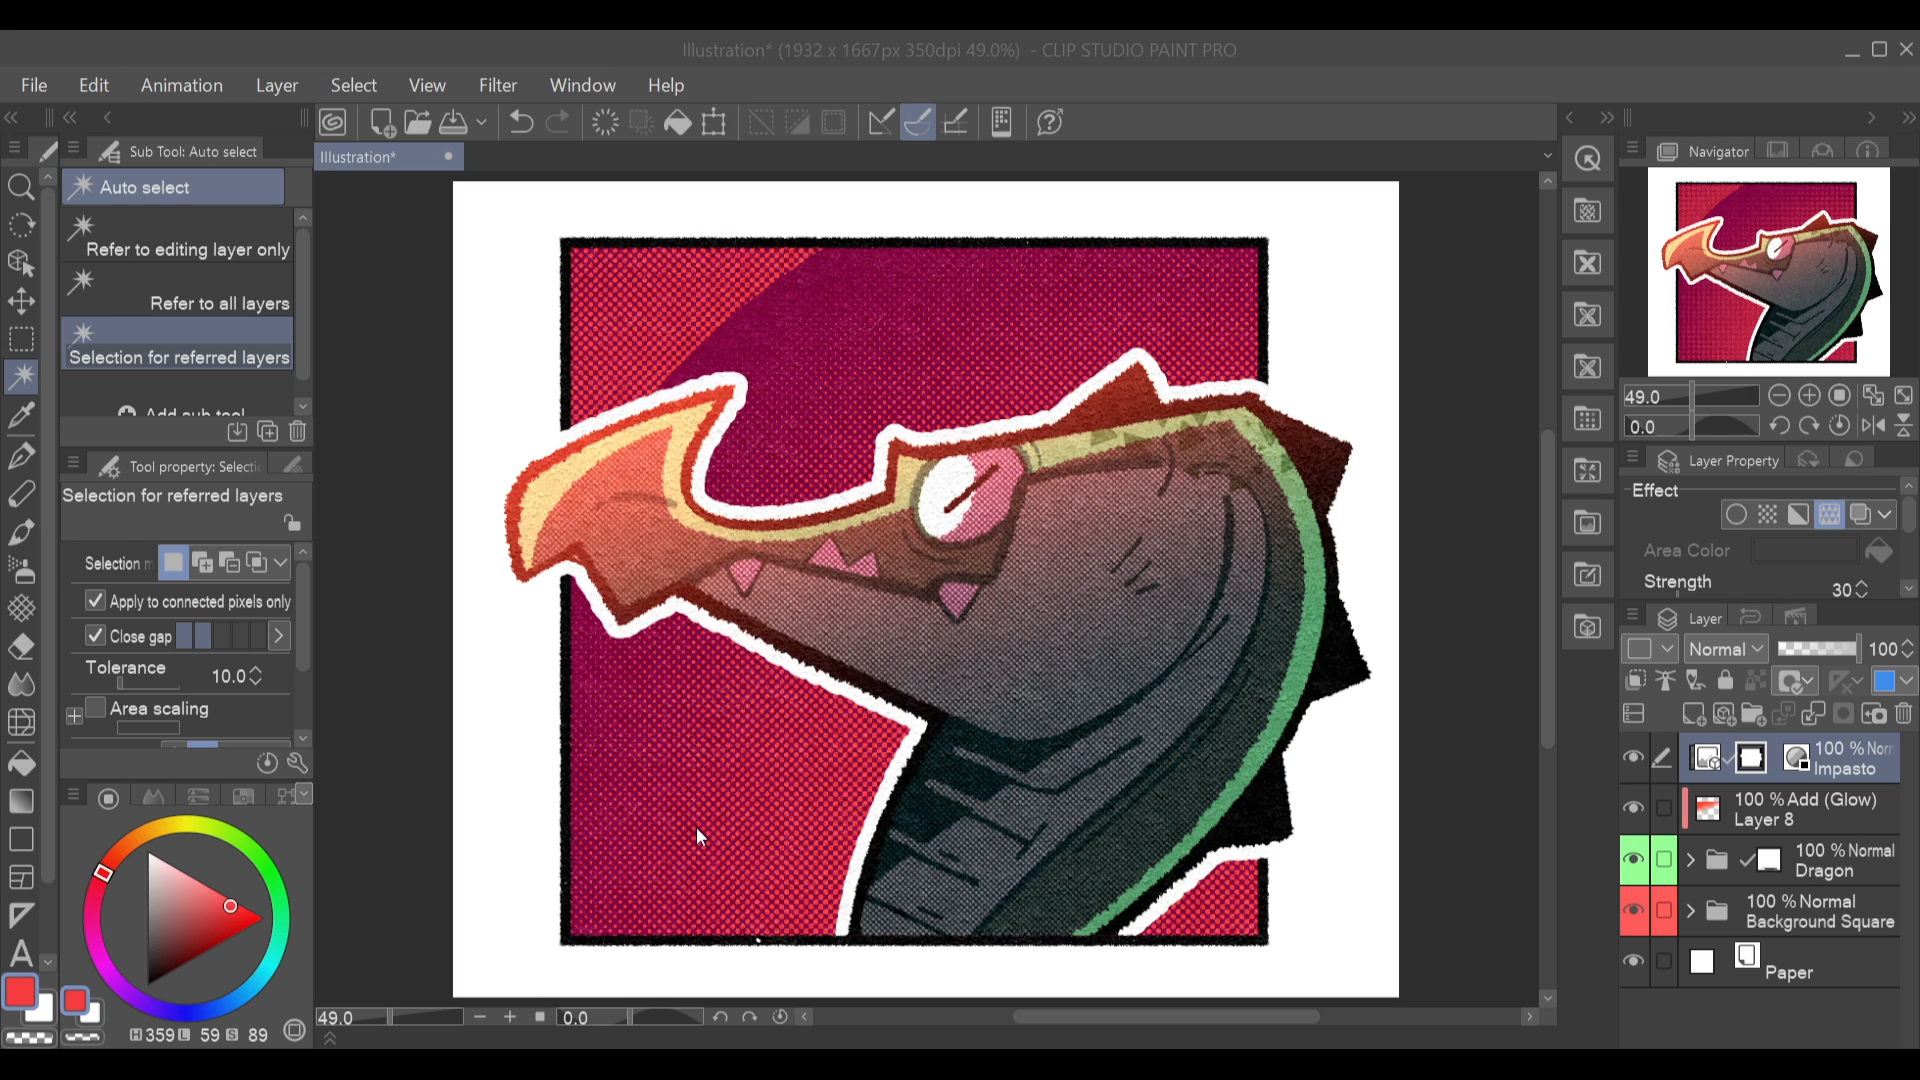 Illustration* (1932 x 1667px 350dpi 49.0%) - CLIP STUDIO PAINT PRO
File Edit Animation Layer Select View Filter Window Help
Sub Tool: Auto select
Auto select
Refer to editing layer only
Refer to all layers
Selection for referred layers
Add sub tool
Tool property: Selecti
Selection for referred layers
Selection m
Apply to connected pixels only
Close gap
Tolerance
10.0
Area scaling
H 359 L 59 S 89
A
Illustration*
49.0
0.0
Navigator
49.0
0.0
Layer Property
Effect
Area Color
Strength
30
Layer
Normal
100
100 % Norm
Impasto
100 % Add (Glow)
Layer 8
100 % Normal
Dragon
100 % Normal
Background Square
Paper